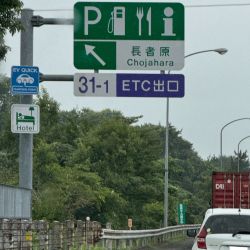 P i
長者原
Chojahara
31-1 ETC出口
EV QUICK
Hotel